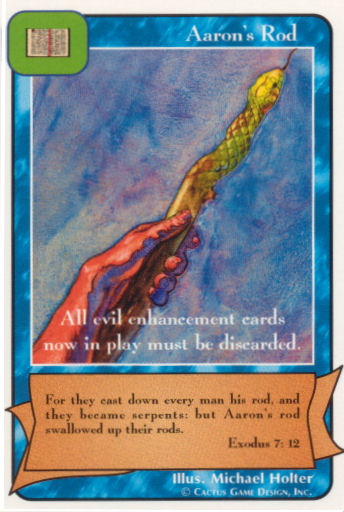 Aaron's Rod
All evil enhancement cards
now in play must be discarded.
For they cast down every man his rod, and
they became serpents: but Aaron's rod
swallowed up their rods.
Exodus 7: 12
Illus. Michael Holter
© Cactus Game Design, Inc.